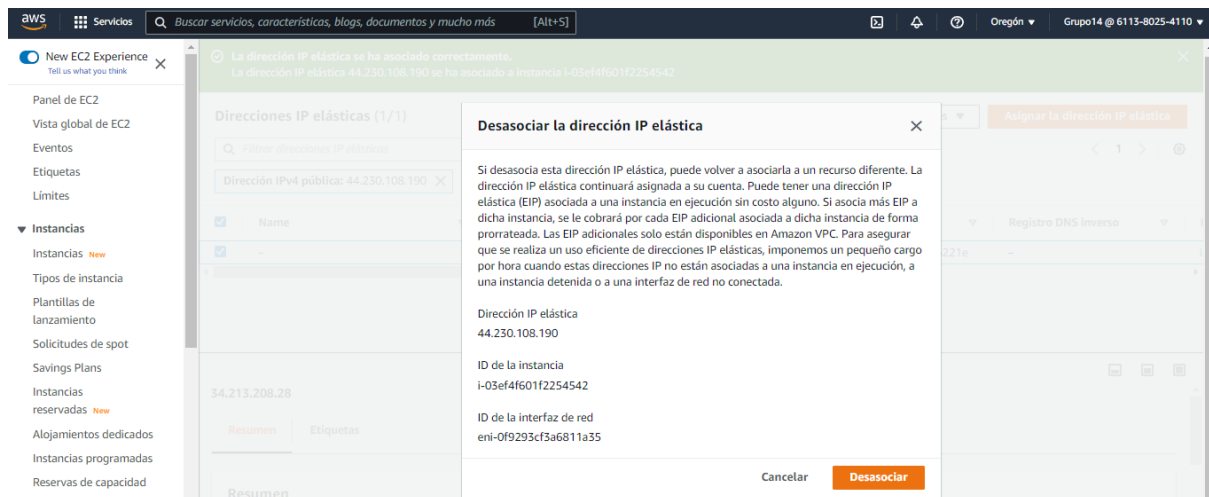 aws
Servicios
Buscar servicios, características, blogs, documentos y mucho más
[Alt+S]
Oregón
Grupo14 @ 6113-8025-4110
New EC2 Experience
Tell us what you think
Panel de EC2
Vista global de EC2
Eventos
Etiquetas
Límites
Instancias
Instancias New
Tipos de instancia
Plantillas de
lanzamiento
Solicitudes de spot
Savings Plans
Instancias
reservadas New
Alojamientos dedicados
Instancias programadas
Reservas de capacidad
La dirección IP elástica se ha asociado correctamente.
La dirección IP elástica 44.230.108.190 se ha asociado a instancia i-03ef4f601f2254542
Direcciones IP elásticas (1/1)
Asignar la dirección IP elástica
Filtrar direcciones IP elásticas
1
Dirección IPv4 pública: 44.230.108.190
Name
Registro DNS inverso
–
221e
–
34.213.208.28
Resumen
Etiquetas
Resumen
Desasociar la dirección IP elástica
Si desasocia esta dirección IP elástica, puede volver a asociarla a un recurso diferente. La
dirección IP elástica continuará asignada a su cuenta. Puede tener una dirección IP
elástica (EIP) asociada a una instancia en ejecución sin costo alguno. Si asocia más EIP a
dicha instancia, se le cobrará por cada EIP adicional asociada a dicha instancia de forma
prorrateada. Las EIP adicionales solo están disponibles en Amazon VPC. Para asegurar
que se realiza un uso eficiente de direcciones IP elásticas, imponemos un pequeño cargo
por hora cuando estas direcciones IP no están asociadas a una instancia en ejecución, a
una instancia detenida o a una interfaz de red no conectada.
Dirección IP elástica
44.230.108.190
ID de la instancia
i-03ef4f601f2254542
ID de la interfaz de red
eni-0f9293cf3a6811a35
Cancelar
Desasociar